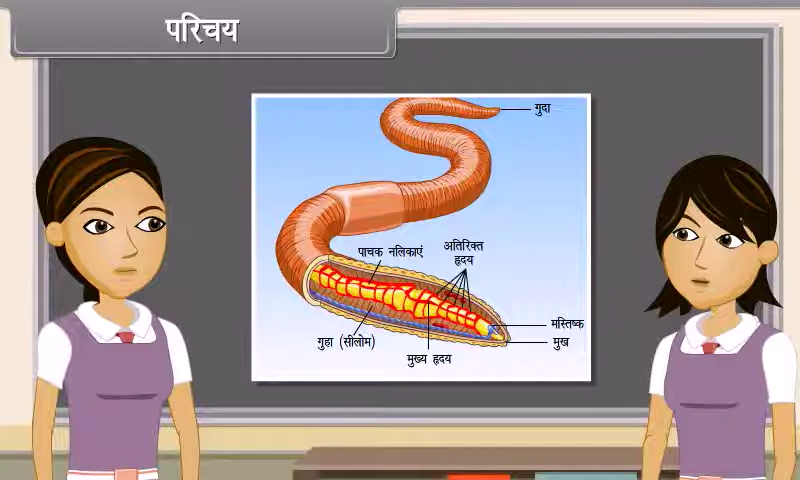 परिचय
गुदा
पाचक नलिकाएं
अतिरिक्त
हृदय
मस्तिष्क
गुहा (सीलोम)
मुख
मुख्य हृदय